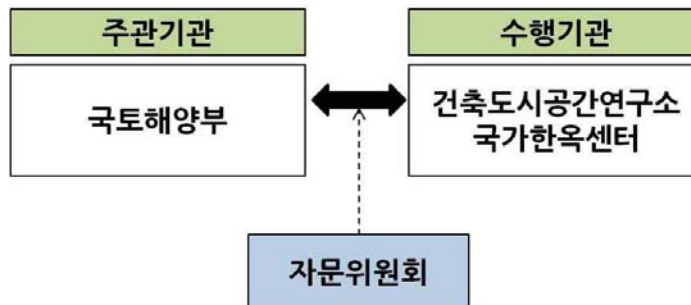 주관기관
수행기관
국토해양부
건축도시공간연구소
국가한옥센터
자문위원회